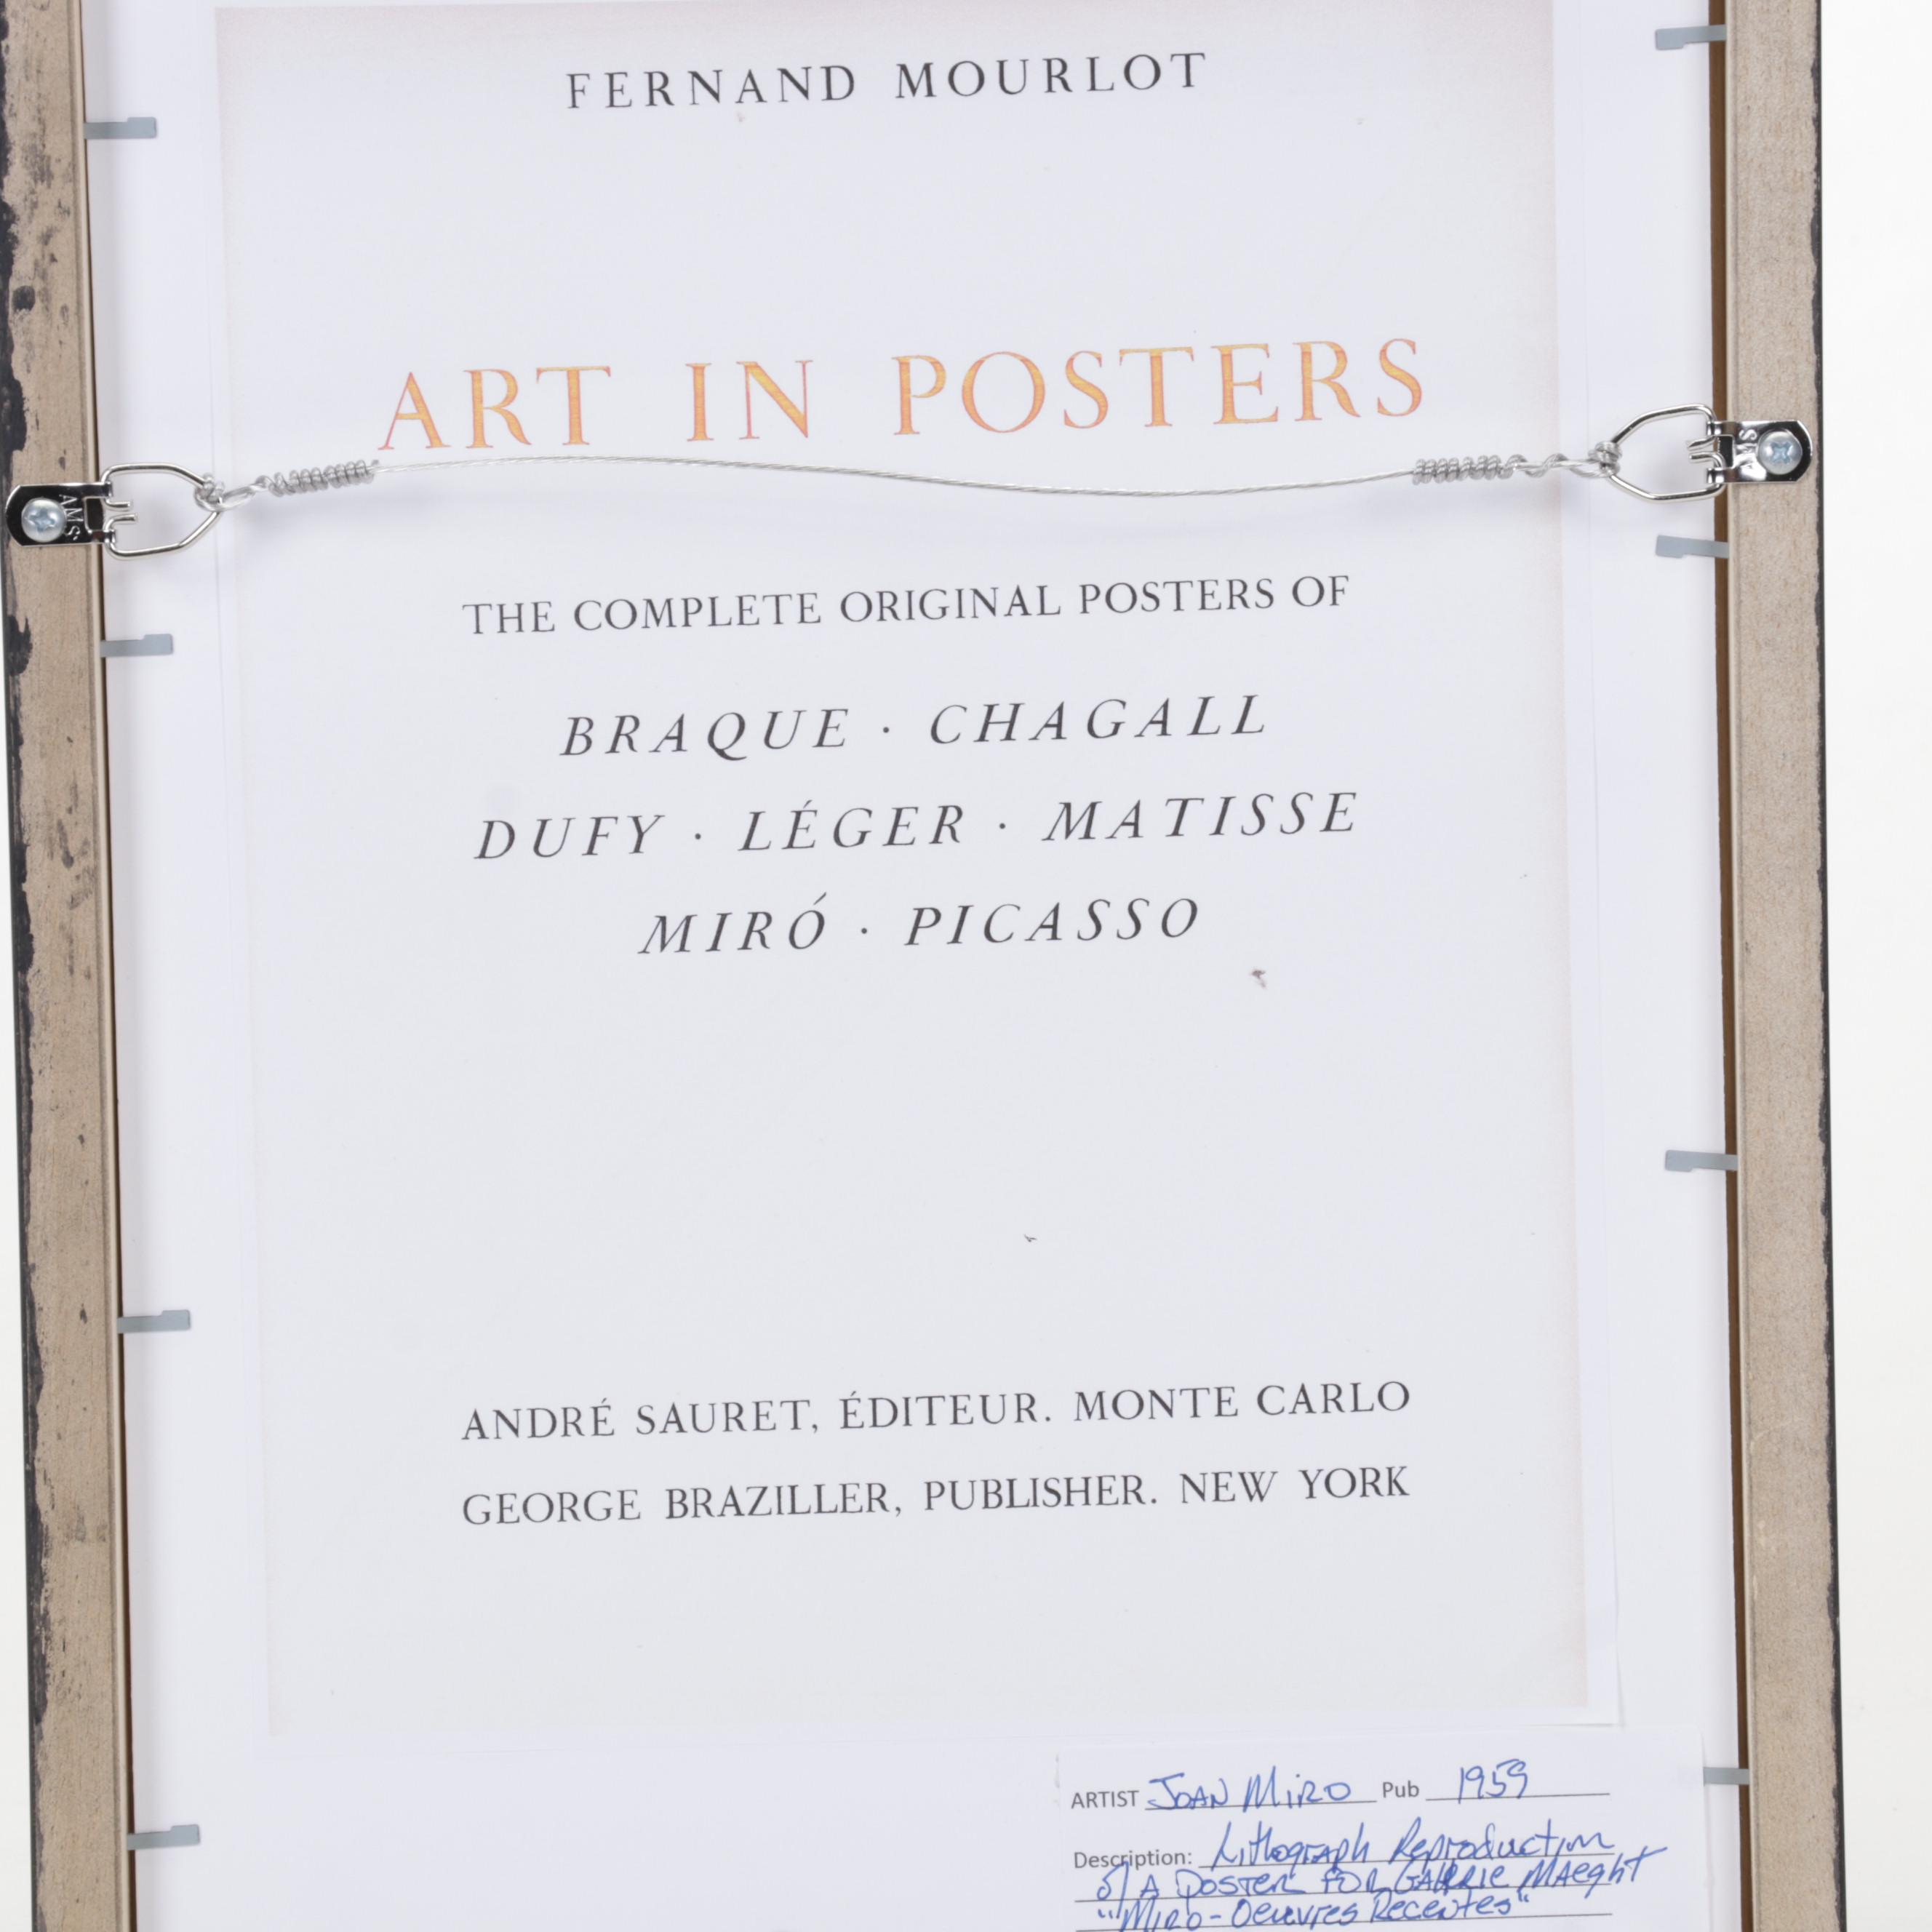 FERNAND MOURLOT
ART IN POSTERS
AMS
AMS
THE COMPLETE ORIGINAL POSTERS OF
BRAQUE · CHAGALL
DUFY · LÉGER · MATISSE
MIRÓ · PICASSO
ANDRÉ SAURET, ÉDITEUR. MONTE CARLO
GEORGE BRAZILLER, PUBLISHER. NEW YORK
ARTIST JOAN MIRO Pub 1959
Description: Lithograph Reproduction
of A POSTER FOR GALERIE MAEGHT
"MIRO - Oeuvres Recentes"